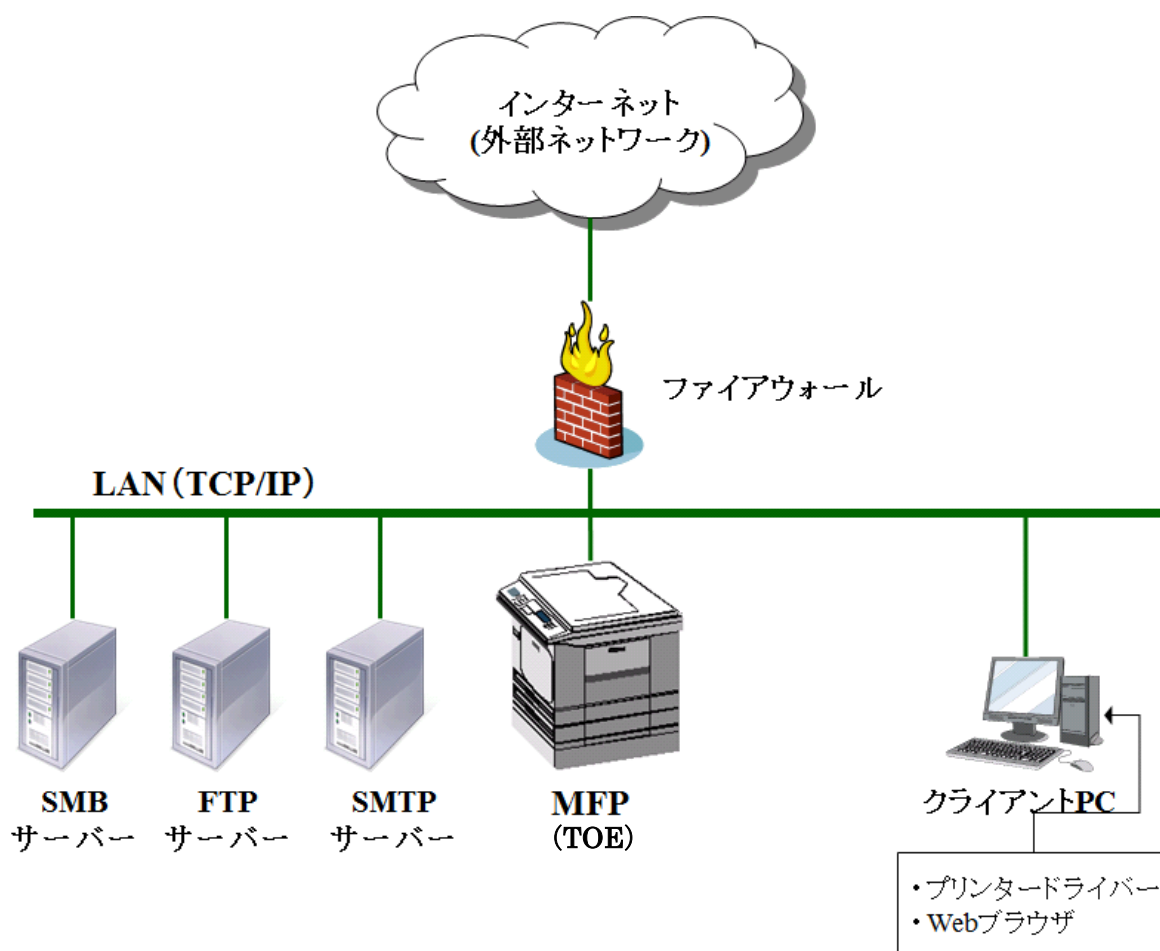 インターネット
(外部ネットワーク)
ファイアウォール
LAN(TCP/IP)
SMB
サーバー
FTP
サーバー
SMTP
サーバー
MFP
(TOE)
クライアントPC
・プリンタードライバー
・Webブラウザ